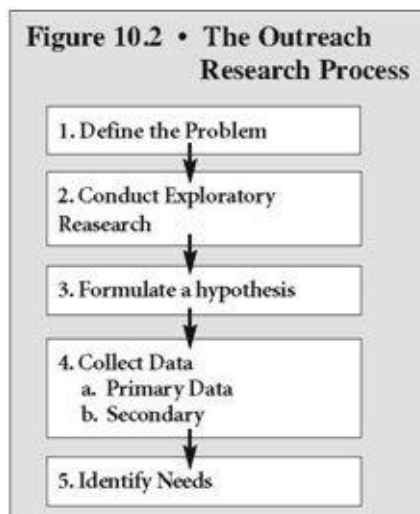 Figure 10.2 • The Outreach
Research Process
1. Define the Problem
2. Conduct Exploratory
Reasearch
3. Formulate a hypothesis
4. Collect Data
a. Primary Data
b. Secondary
5. Identify Needs